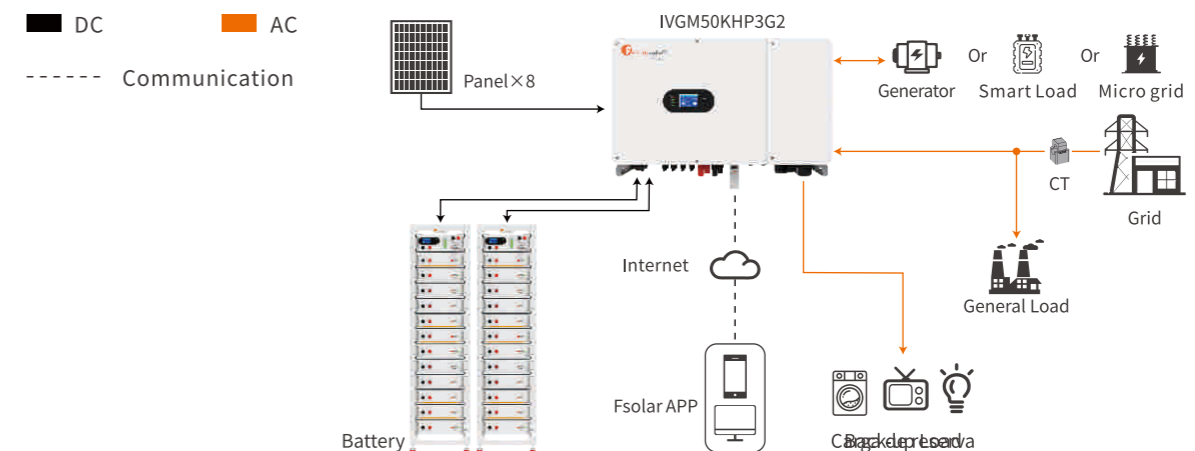 DC
AC
Communication
IVGM50KHP3G2
Panel×8
Or
Or
Generator
Smart Load
Micro grid
CT
Grid
Internet
General Load
Fsolar APP
Battery